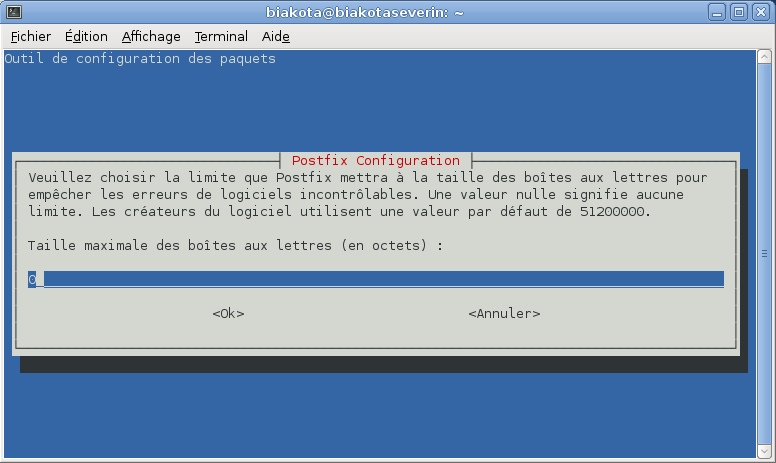 biakota@biakotaseverin: ~
Fichier Édition Affichage Terminal Aide
Outil de configuration des paquets
Postfix Configuration
Veuillez choisir la limite que Postfix mettra à la taille des boîtes aux lettres pour
empêcher les erreurs de logiciels incontrôlables. Une valeur nulle signifie aucune
limite. Les créateurs du logiciel utilisent une valeur par défaut de 51200000.
Taille maximale des boîtes aux lettres (en octets) :
0
<Ok> <Annuler>